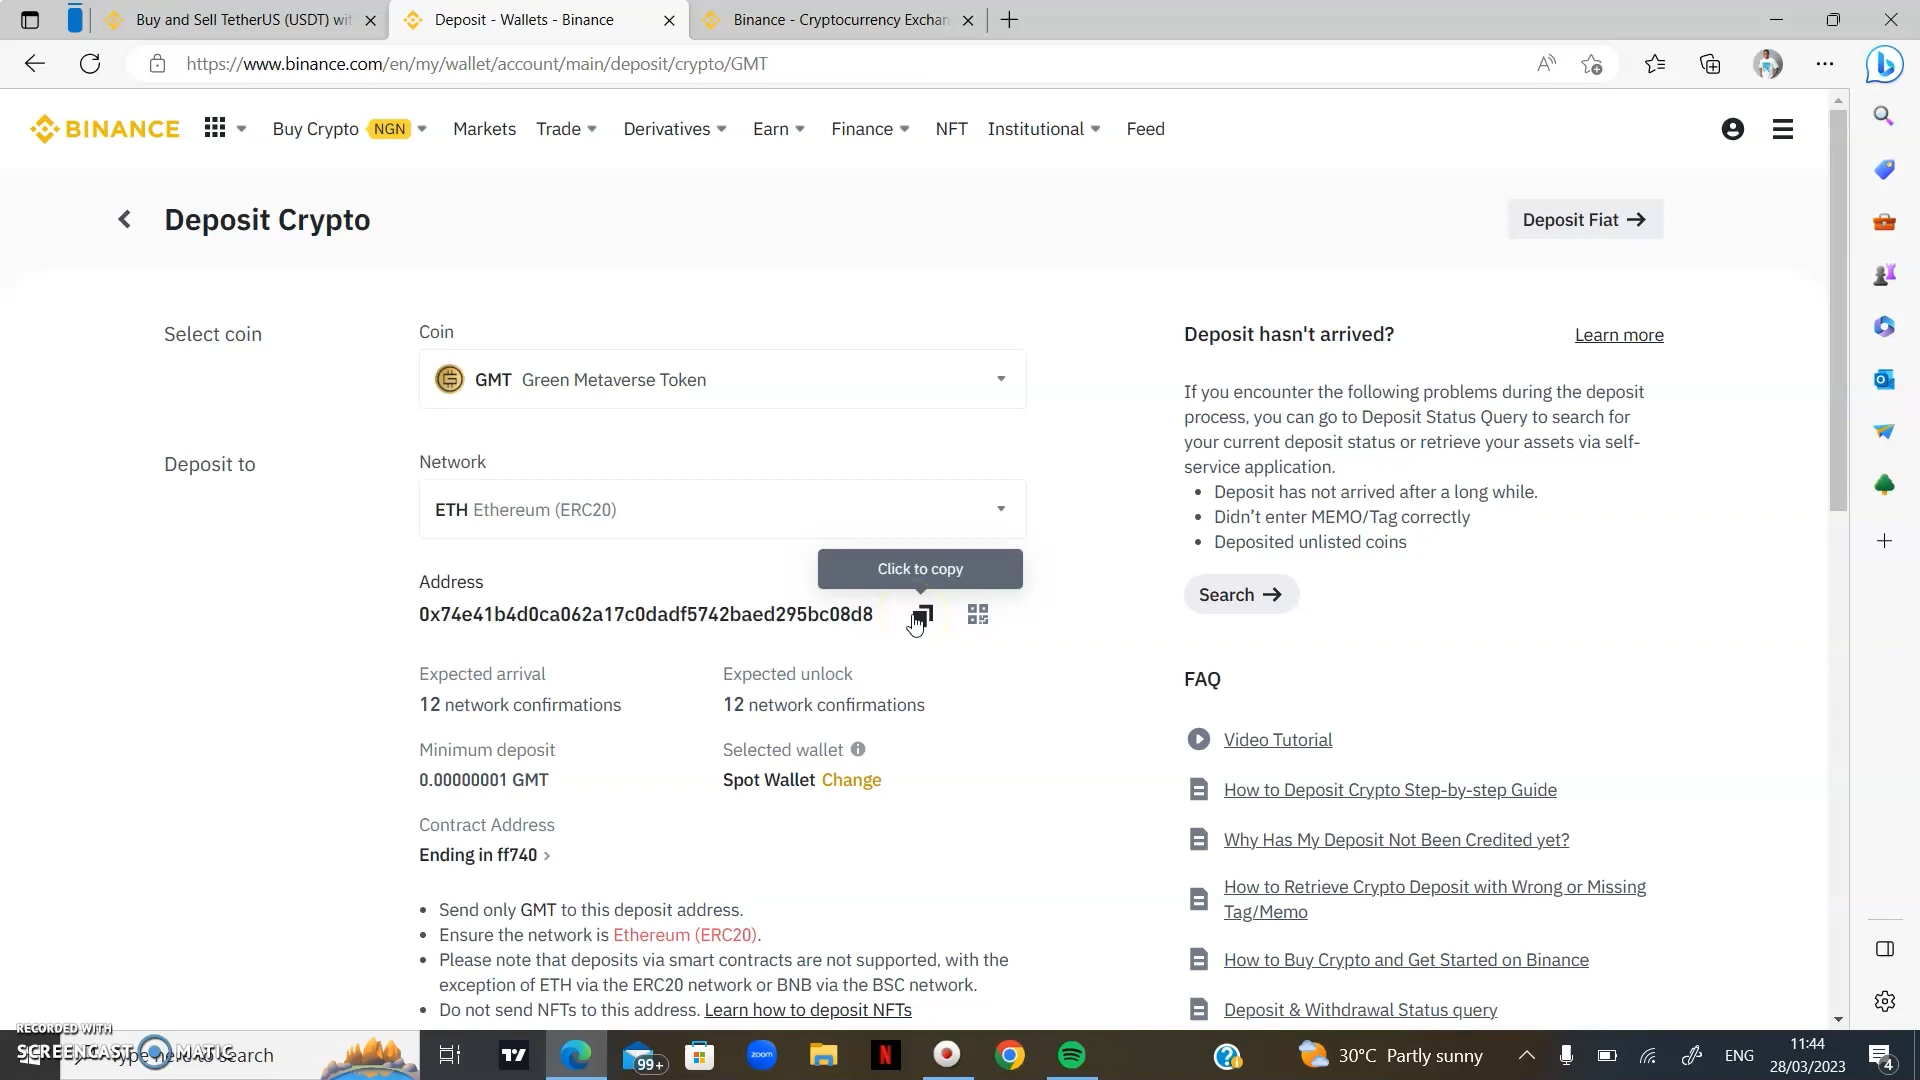 Buy and Sell TetherUS (USDT) wit
Deposit - Wallets - Binance
Binance - Cryptocurrency Exchan
https://www.binance.com/en/my/wallet/account/main/deposit/crypto/GMT
BINANCE
Buy Crypto NGN
Markets
Trade
Derivatives
Earn
Finance
NFT
Institutional
Feed
Deposit Crypto
Deposit Fiat
Select coin
Coin
GMT Green Metaverse Token
Deposit to
Network
ETH Ethereum (ERC20)
Click to copy
Address
0x74e41b4d0ca062a17c0dadf5742baed295bc08d8
Expected arrival
12 network confirmations
Expected unlock
12 network confirmations
Minimum deposit
0.00000001 GMT
Selected wallet
Spot Wallet Change
Contract Address
Ending in ff740
Send only GMT to this deposit address.
Ensure the network is Ethereum (ERC20).
Please note that deposits via smart contracts are not supported, with the
exception of ETH via the ERC20 network or BNB via the BSC network.
Do not send NFTs to this address. Learn how to deposit NFTs
Deposit hasn't arrived?
Learn more
If you encounter the following problems during the deposit
process, you can go to Deposit Status Query to search for
your current deposit status or retrieve your assets via self-
service application.
Deposit has not arrived after a long while.
Didn't enter MEMO/Tag correctly
Deposited unlisted coins
Search
FAQ
Video Tutorial
How to Deposit Crypto Step-by-step Guide
Why Has My Deposit Not Been Credited yet?
How to Retrieve Crypto Deposit with Wrong or Missing
Tag/Memo
How to Buy Crypto and Get Started on Binance
Deposit & Withdrawal Status query
RECORDED WITH
SCREENCAST MATIC
Type here to search
99+
zoom
30°C Partly sunny
ENG
11:44
28/03/2023
4